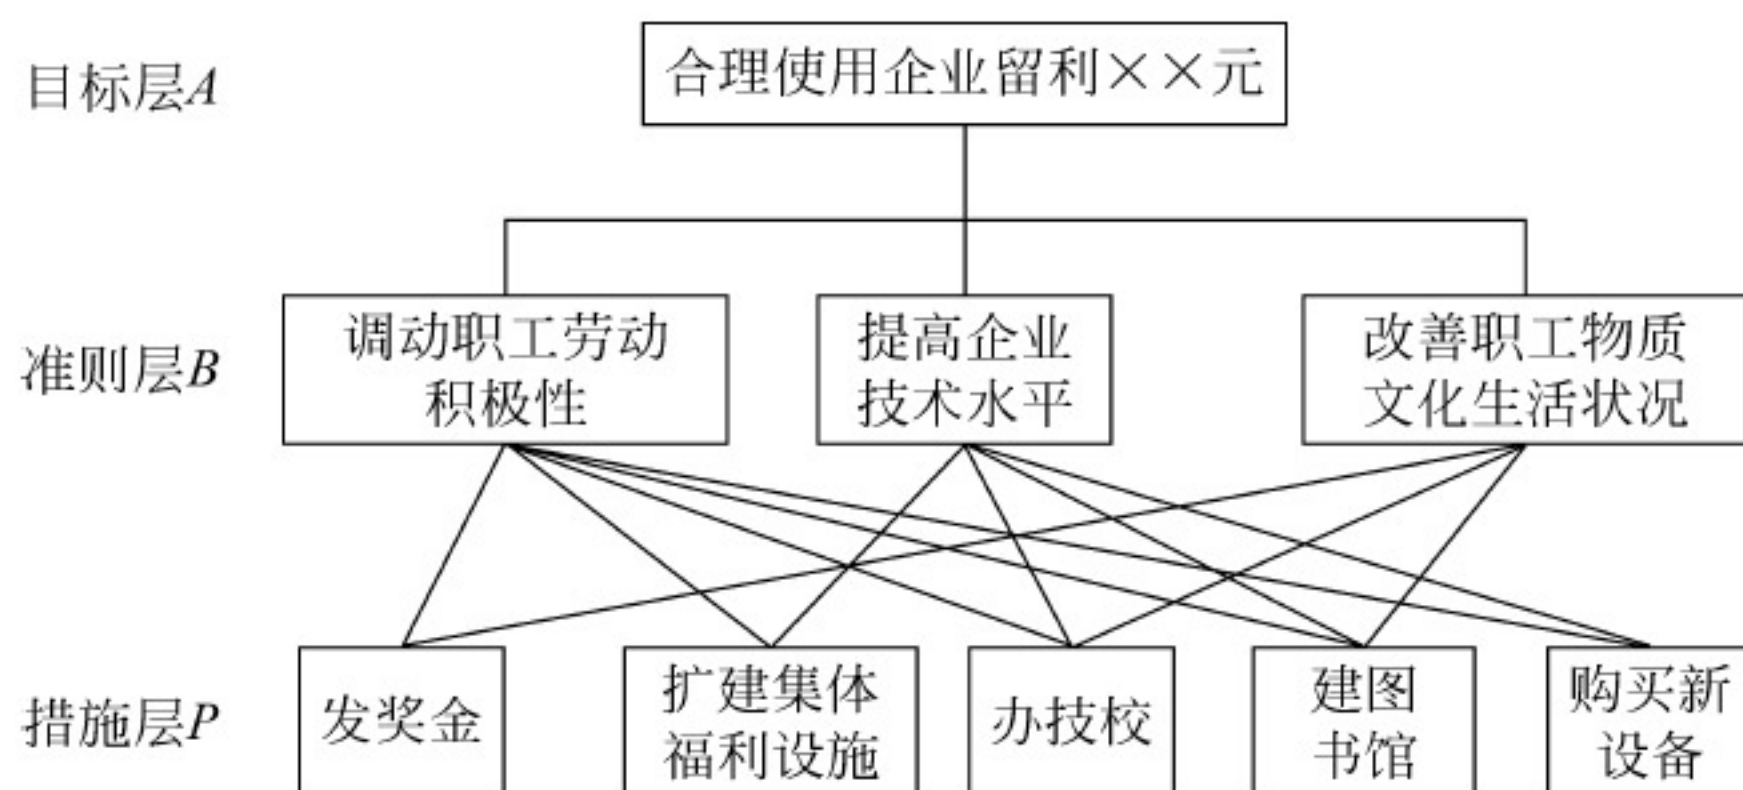 目标层A
合理使用企业留利××元
准则层B
调动职工劳动
积极性
提高企业
技术水平
改善职工物质
文化生活状况
措施层P
发奖金
扩建集体
福利设施
办技校
建图
书馆
购买新
设备